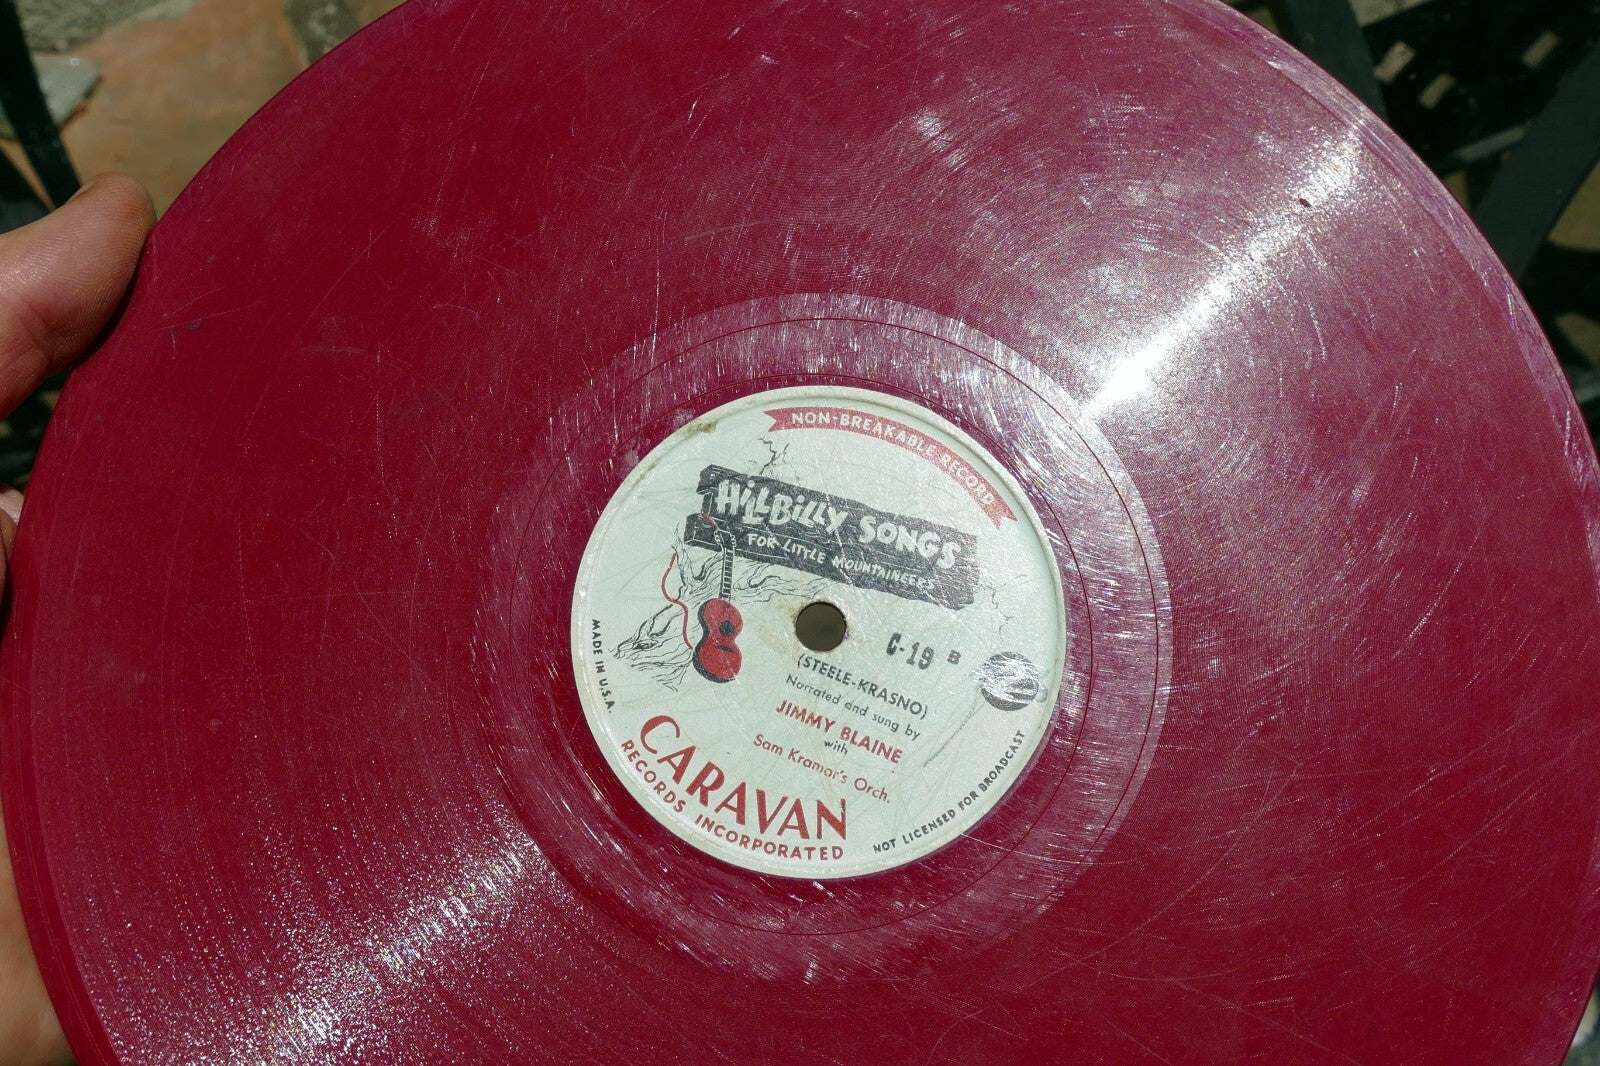 NON-BREAKABLE RECORD
HILLBILLY SONGS
FOR LITTLE MOUNTAINEERS
C-19 B
(STEELE-KRASNO)
Narrated and sung by
JIMMY BLAINE
with
Sam Kramar's Orch.
MADE IN U.S.A.
CARAVAN
RECORDS INCORPORATED
NOT LICENSED FOR BROADCAST